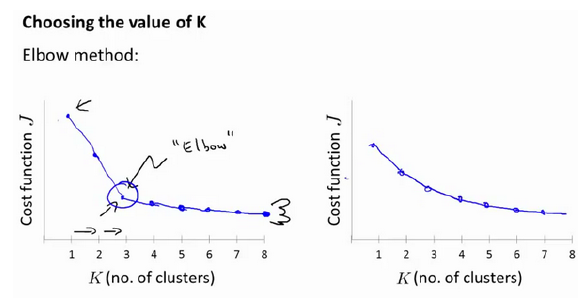 Choosing the value of K
Elbow method:
Cost function J
"Elbow"
1 2 3 4 5 6 7 8
K (no. of clusters)
Cost function J
1 2 3 4 5 6 7 8
K (no. of clusters)